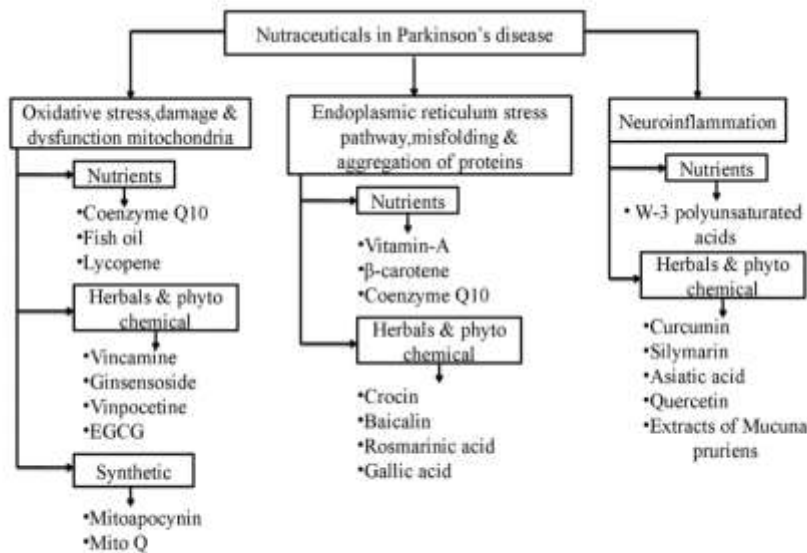 Nutraceuticals in Parkinson's disease
Oxidative stress,damage &
dysfunction mitochondria
Nutrients
•Coenzyme Q10
•Fish oil
•Lycopene
Herbals & phyto
chemical
•Vincamine
•Ginsensoside
•Vinpocetine
•EGCG
Synthetic
•Mitoapocynin
•Mito Q
Endoplasmic reticulum stress
pathway,misfolding &
aggregation of proteins
Nutrients
•Vitamin-A
•β-carotene
•Coenzyme Q10
Herbals & phyto
chemical
•Crocin
•Baicalin
•Rosmarinic acid
•Gallic acid
Neuroinflammation
Nutrients
• W-3 polyunsaturated
acids
Herbals & phyto
chemical
•Curcumin
•Silymarin
•Asiatic acid
•Quercetin
•Extracts of Mucuna
pruriens